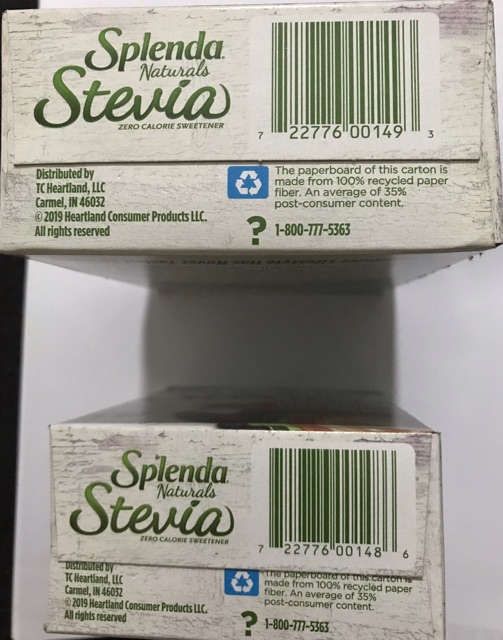 Splenda
Naturals
Stevia
ZERO CALORIE SWEETENER
7 22776 00149 3
Distributed by
TC Heartland, LLC
Carmel, IN 46032
© 2019 Heartland Consumer Products LLC.
All rights reserved
The paperboard of this carton is
made from 100% recycled paper
fiber. An average of 35%
post-consumer content.
? 1-800-777-5363
Splenda
Naturals
Stevia
ZERO CALORIE SWEETENER
7 22776 00148 6
Distributed by
TC Heartland, LLC
Carmel, IN 46032
© 2019 Heartland Consumer Products LLC.
All rights reserved
The paperboard of this carton is
made from 100% recycled paper
fiber. An average of 35%
post-consumer content.
? 1-800-777-5363